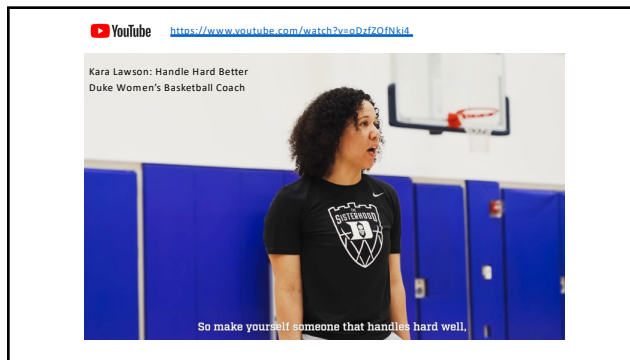 YouTube
https://www.youtube.com/watch?v=oDzfZOfNki4
Kara Lawson: Handle Hard Better
Duke Women's Basketball Coach
THE
SISTERHOOD
D
So make yourself someone that handles hard well,